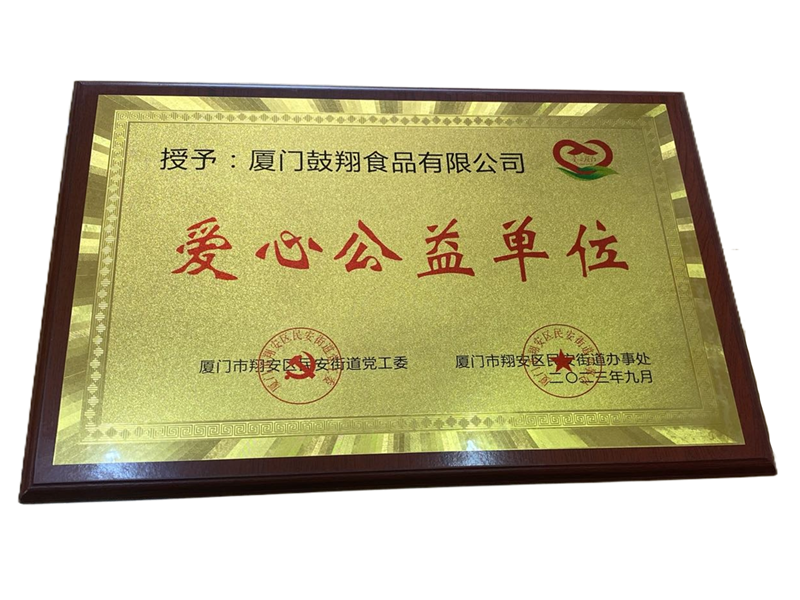 授予：厦门鼓翔食品有限公司
爱心公益单位
厦门市翔安区民安街道党工委
厦门市翔安区民安街道办事处
二〇二三年九月